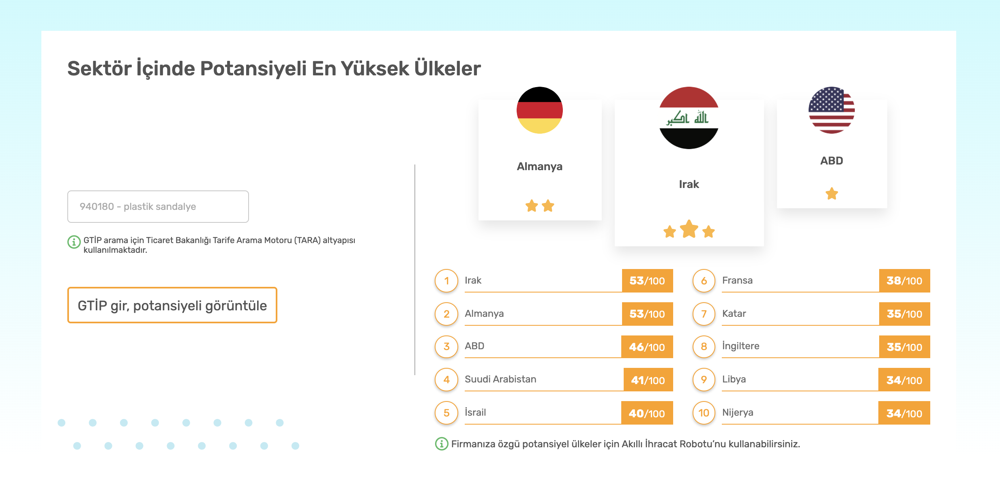 Sektör İçinde Potansiyeli En Yüksek Ülkeler
940180 - plastik sandalye
GTİP arama için Ticaret Bakanlığı Tarife Arama Motoru (TARA) altyapısı
kullanılmaktadır.
GTİP gir, potansiyeli görüntüle
الله اكبر
Almanya
Irak
ABD
1 Irak 53/100
2 Almanya 53/100
3 ABD 46/100
4 Suudi Arabistan 41/100
5 İsrail 40/100
6 Fransa 38/100
7 Katar 35/100
8 İngiltere 35/100
9 Libya 34/100
10 Nijerya 34/100
Firmanıza özgü potansiyel ülkeler için Akıllı İhracat Robotu’nu kullanabilirsiniz.